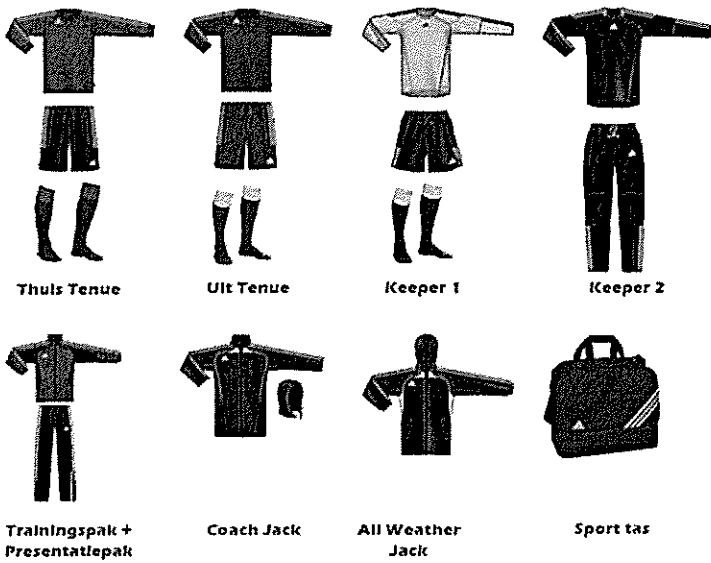 Thuis Tenue
Uit Tenue
Keeper 1
Keeper 2
Trainingspak +
Presentatiepak
Coach Jack
All Weather
Jack
Sport tas